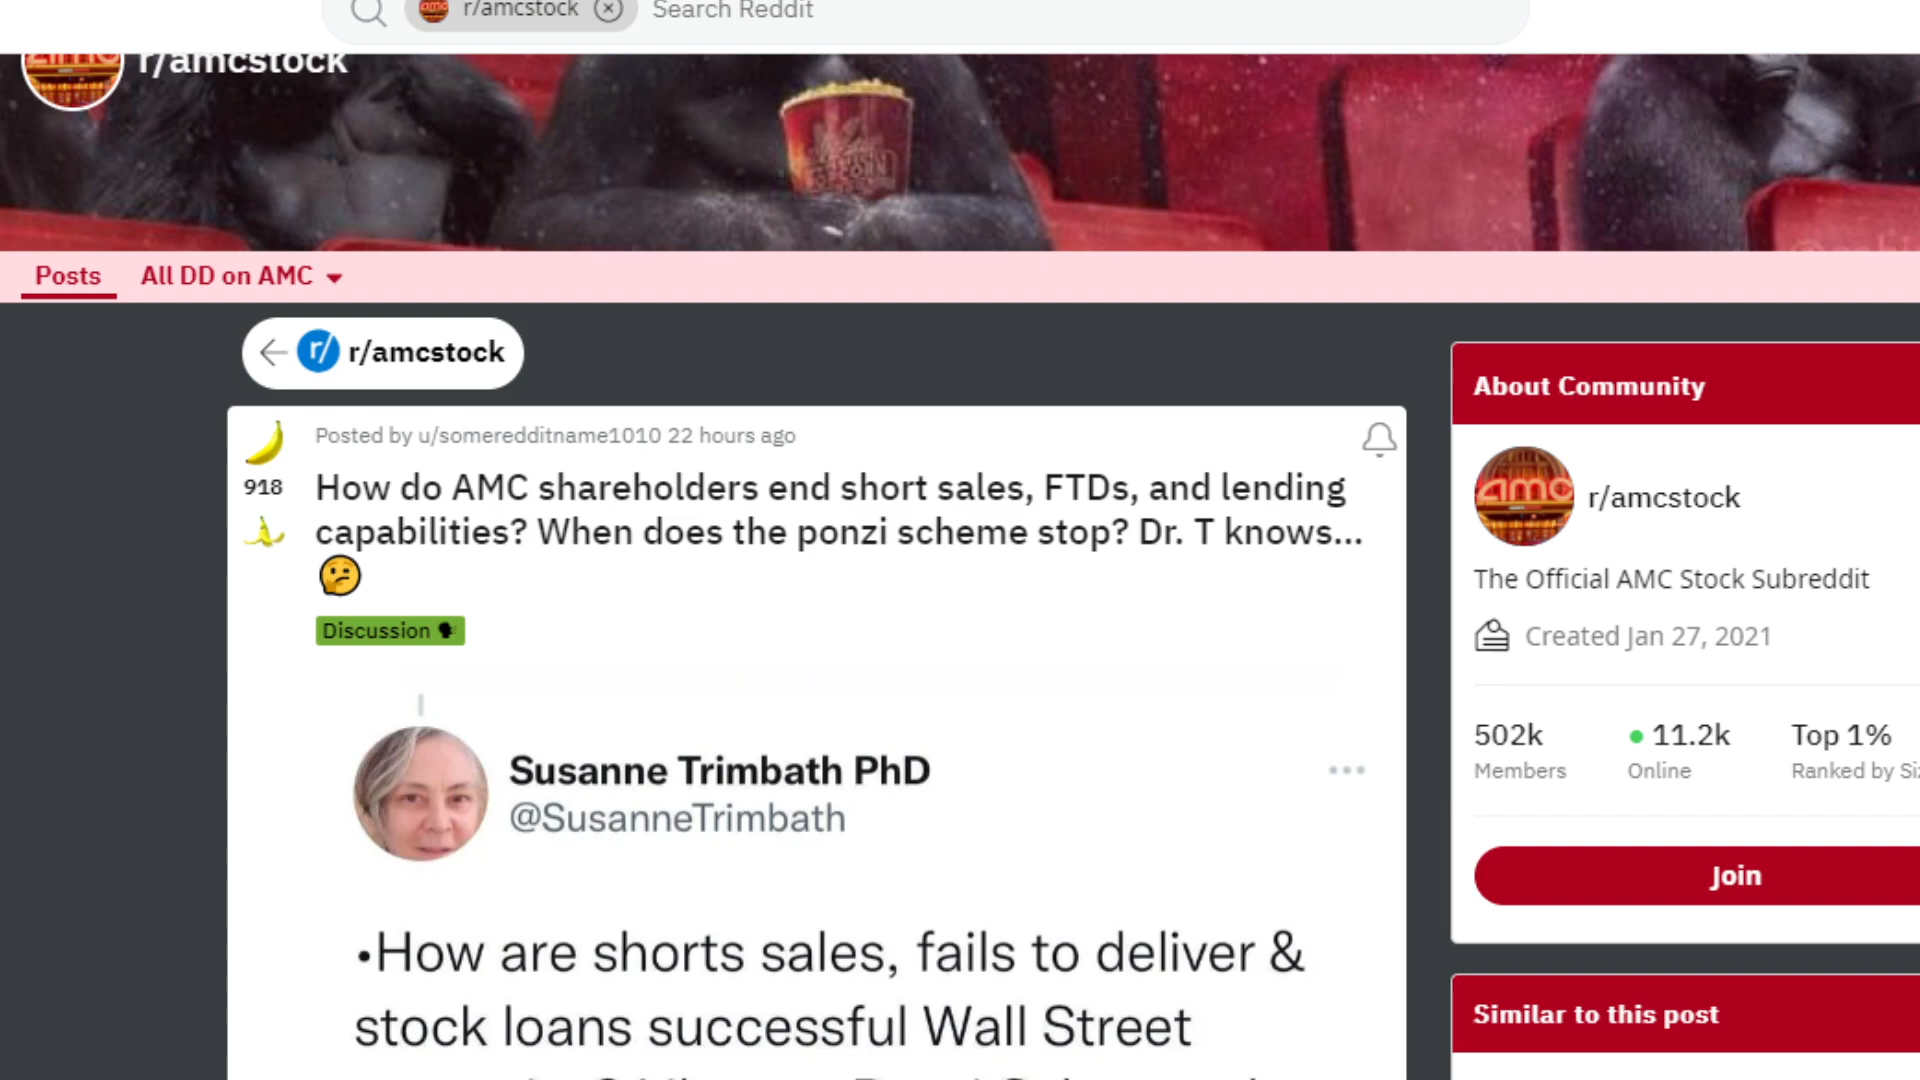 r/amcstock
Search Reddit
amc
r/amcstock
Posts
All DD on AMC
r/ r/amcstock
Posted by u/someredditname1010 22 hours ago
918
How do AMC shareholders end short sales, FTDs, and lending
capabilities? When does the ponzi scheme stop? Dr. T knows...
Discussion
Susanne Trimbath PhD
@SusanneTrimbath
•How are shorts sales, fails to deliver &
stock loans successful Wall Street
About Community
amc
r/amcstock
The Official AMC Stock Subreddit
Created Jan 27, 2021
502k
Members
11.2k
Online
Top 1%
Ranked by
Join
Similar to this post